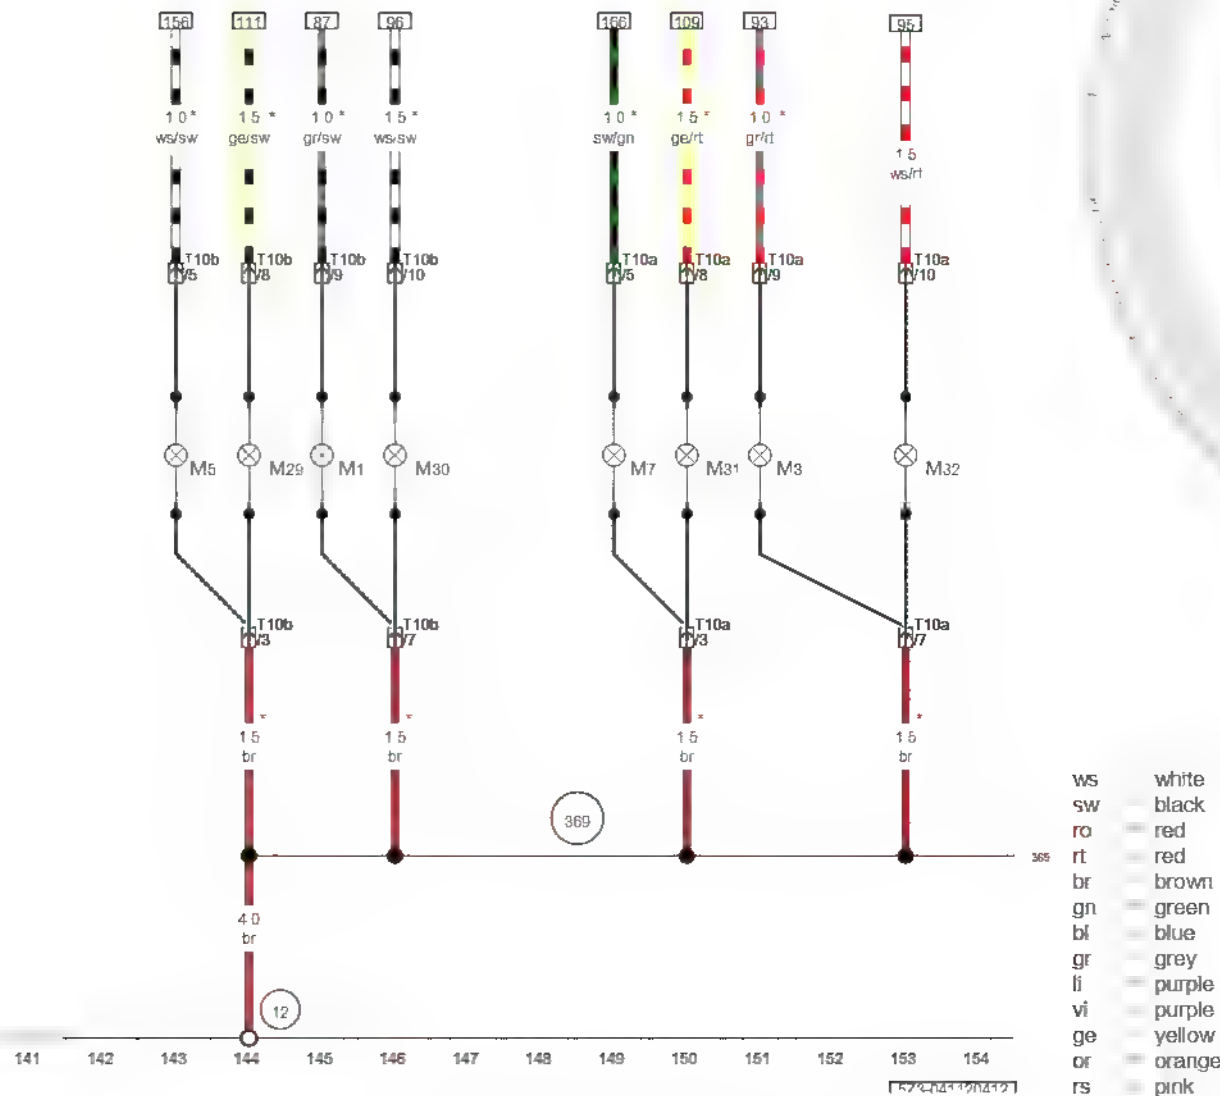 156 111 87 96 166 109 93 95
1.0 * 1.5 * 1.0 * 1.5 * 1.0 * 1.5 * 1.0 *
ws/sw ge/sw gr/sw ws/sw sw/gn ge/rt gr/rt
1.5
ws/rt
T10b T10b T10b T10b T10a T10a T10a T10a
/5 /8 /9 /10 /5 /8 /9 /10
M5 M29 M1 M30 M7 M31 M3 M32
T10b T10b T10a T10a
/3 /7 /3 /7
* * * *
1.5 1.5 1.5 1.5
br br br br
369
365
4.0
br
12
141 142 143 144 145 146 147 148 149 150 151 152 153 154
ws = white
sw = black
ro = red
rt = red
br = brown
gn = green
bl = blue
gr = grey
li = purple
vi = purple
ge = yellow
or = orange
rs = pink